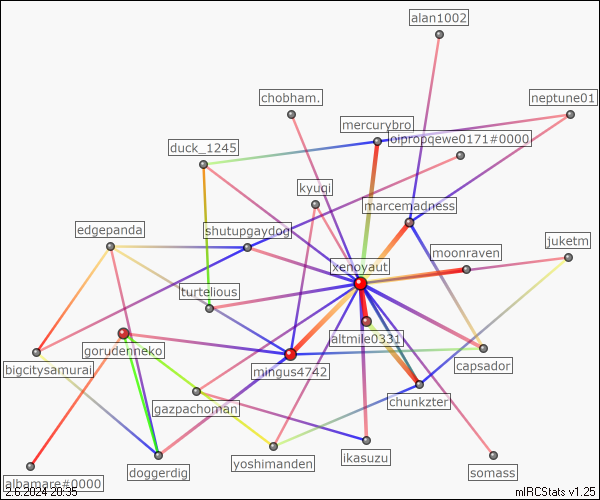 alan1002
chobham.
neptune01
mercurybro
oipropqewe0171#0000
duck_1245
kyuqi
marcemadness
edgepanda
shutupgaydog
juketm
moonraven
xenoyaut
turtelious
altmile0331
gorudenneko
bigcitysamurai
mingus4742
capsador
chunkzter
gazpachoman
ikasuzu
yoshimanden
somass
doggerdig
albamare#0000
2.6.2024 20:35
mIRCStats v1.25